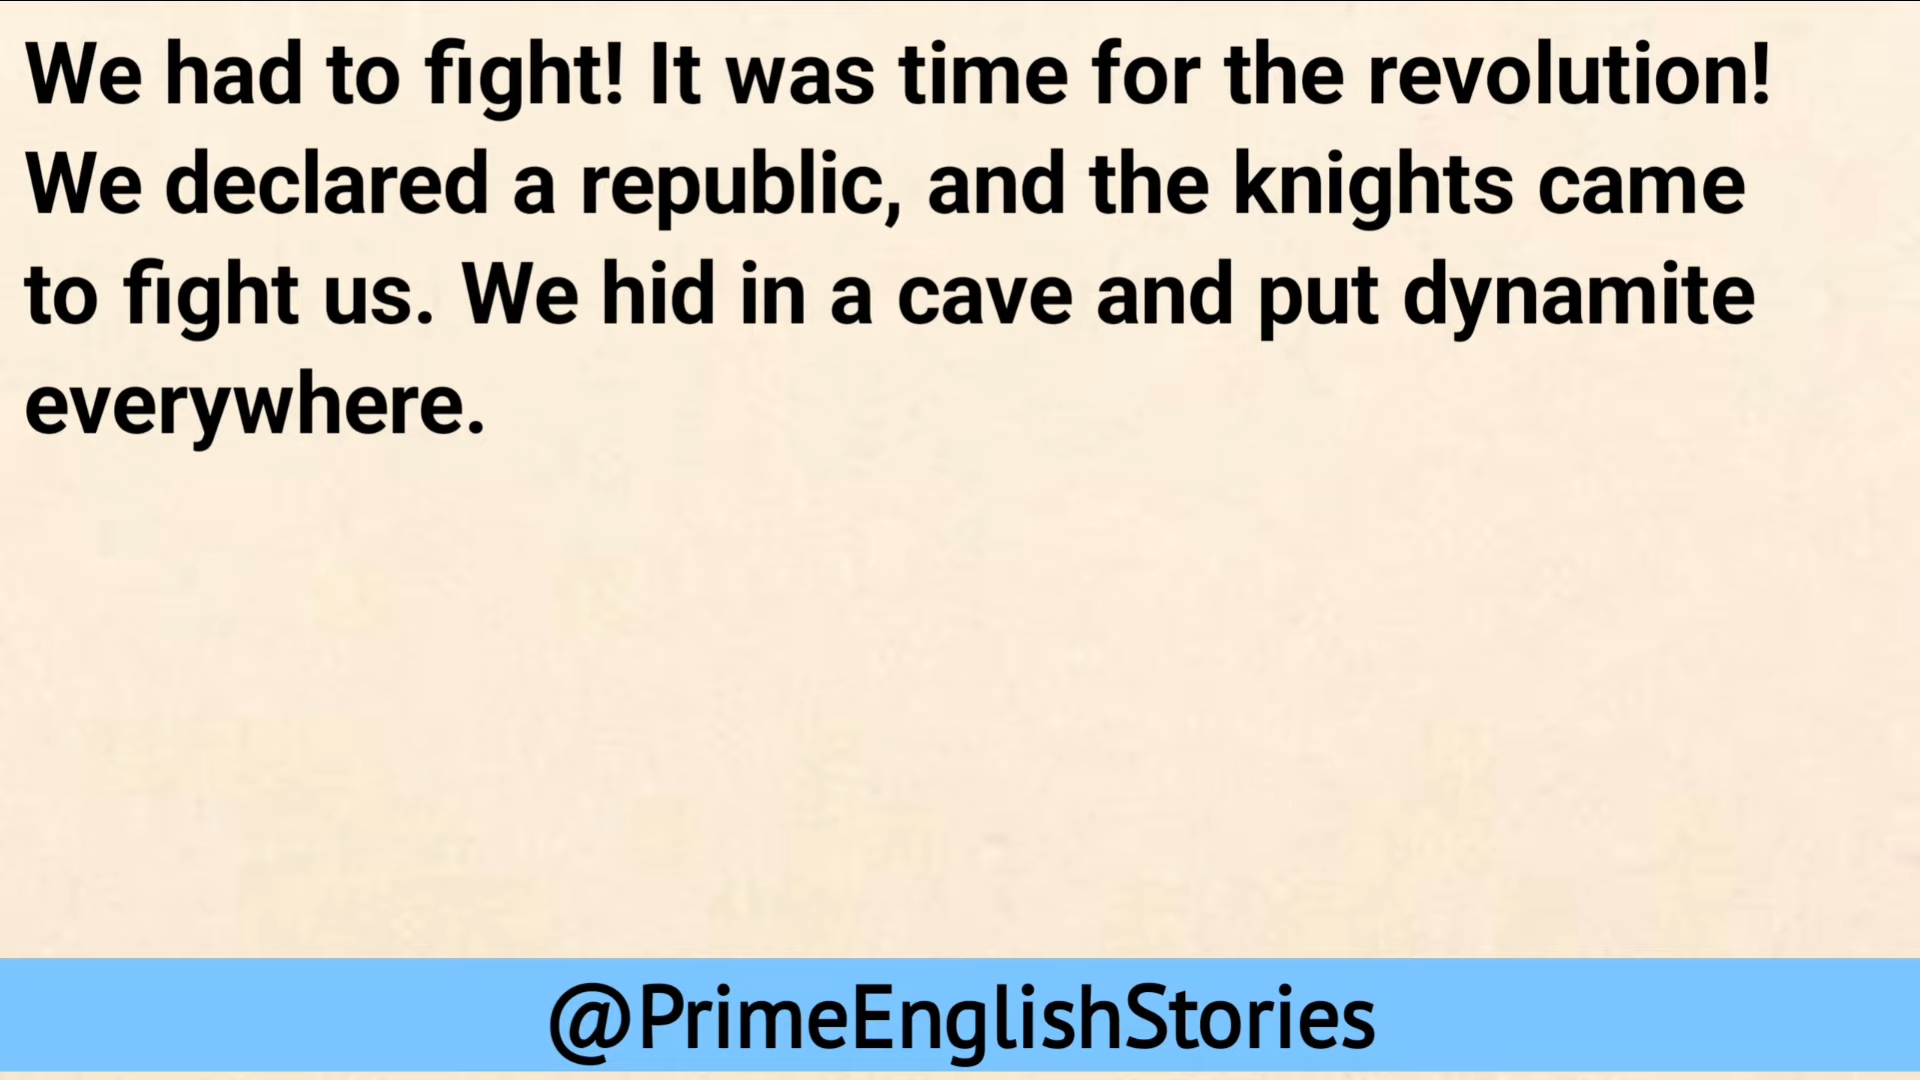 We had to fight! It was time for the revolution!
We declared a republic, and the knights came
to fight us. We hid in a cave and put dynamite
everywhere.
@PrimeEnglishStories